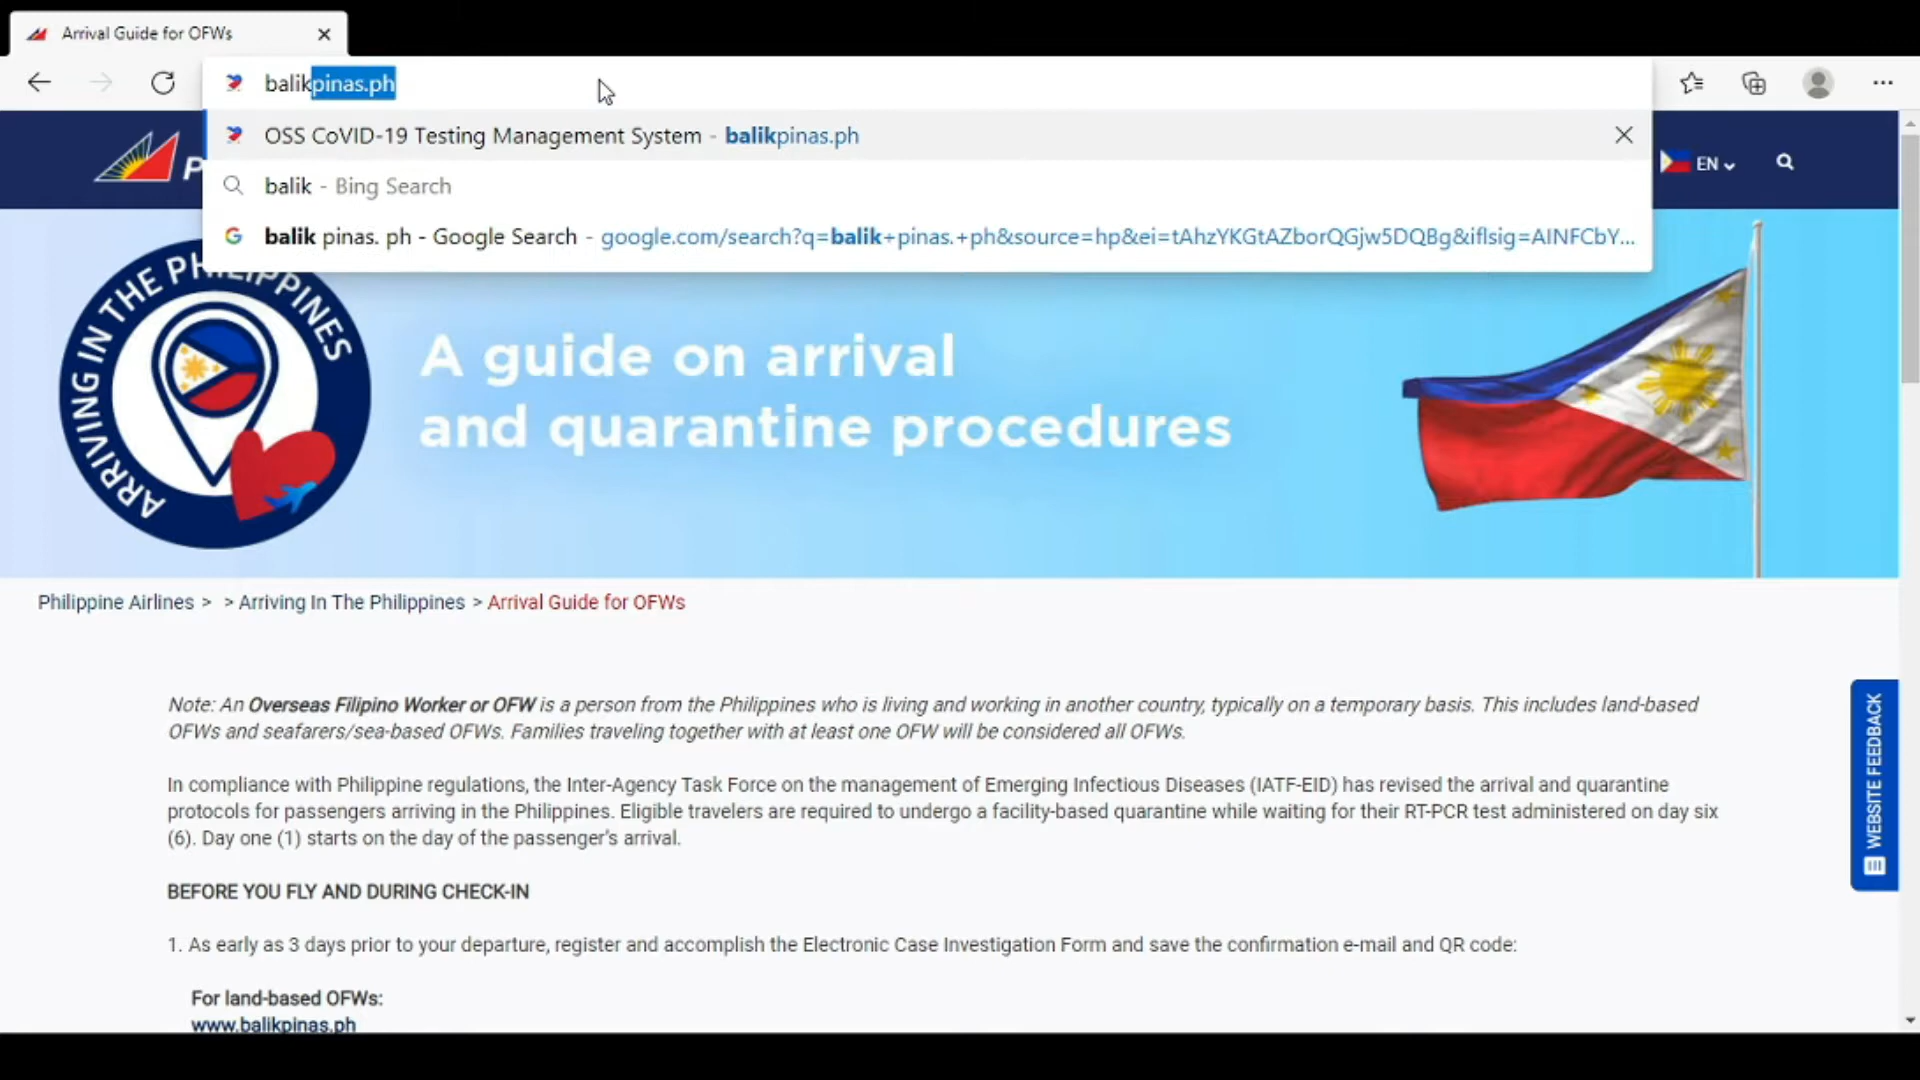 Arrival Guide for OFWs
balikpinas.ph
OSS CoVID-19 Testing Management System - balikpinas.ph
balik - Bing Search
balik pinas. ph - Google Search - google.com/search?q=balik+pinas.+ph&source=hp&ei=tAhzYKGtAZborQGjw5DQBg&iflsig=AINFCbY...
P
EN
ARRIVING IN THE PHILIPPINES
A guide on arrival
and quarantine procedures
Philippine Airlines > > Arriving In The Philippines > Arrival Guide for OFWs
Note: An Overseas Filipino Worker or OFW is a person from the Philippines who is living and working in another country, typically on a temporary basis. This includes land-based
OFWs and seafarers/sea-based OFWs. Families traveling together with at least one OFW will be considered all OFWs.
In compliance with Philippine regulations, the Inter-Agency Task Force on the management of Emerging Infectious Diseases (IATF-EID) has revised the arrival and quarantine
protocols for passengers arriving in the Philippines. Eligible travelers are required to undergo a facility-based quarantine while waiting for their RT-PCR test administered on day six
(6). Day one (1) starts on the day of the passenger's arrival.
WEBSITE FEEDBACK
BEFORE YOU FLY AND DURING CHECK-IN
1. As early as 3 days prior to your departure, register and accomplish the Electronic Case Investigation Form and save the confirmation e-mail and QR code:
For land-based OFWs:
www.balikpinas.ph